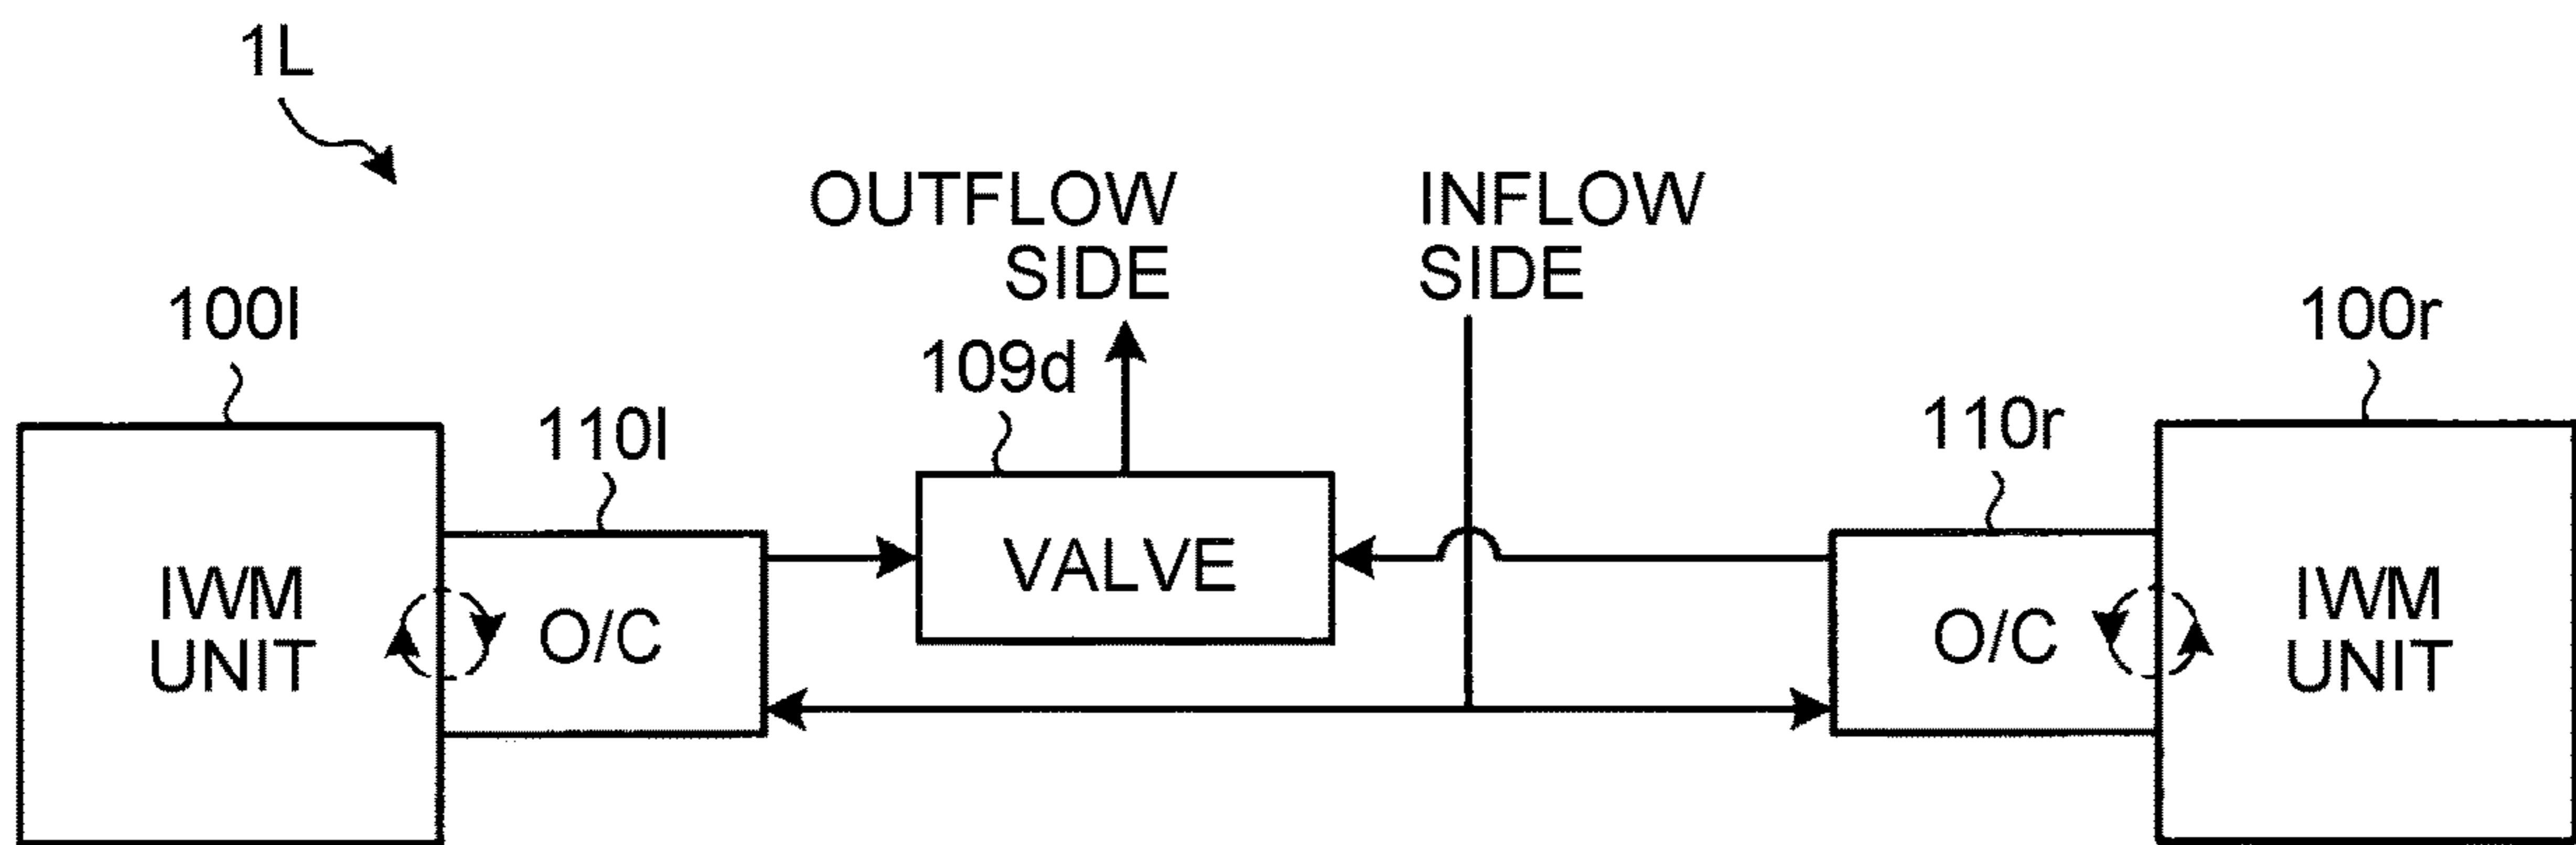 1L
OUTFLOW
SIDE
INFLOW
SIDE
100l
110l
109d
110r
100r
IWM
UNIT
O/C
VALVE
O/C
IWM
UNIT